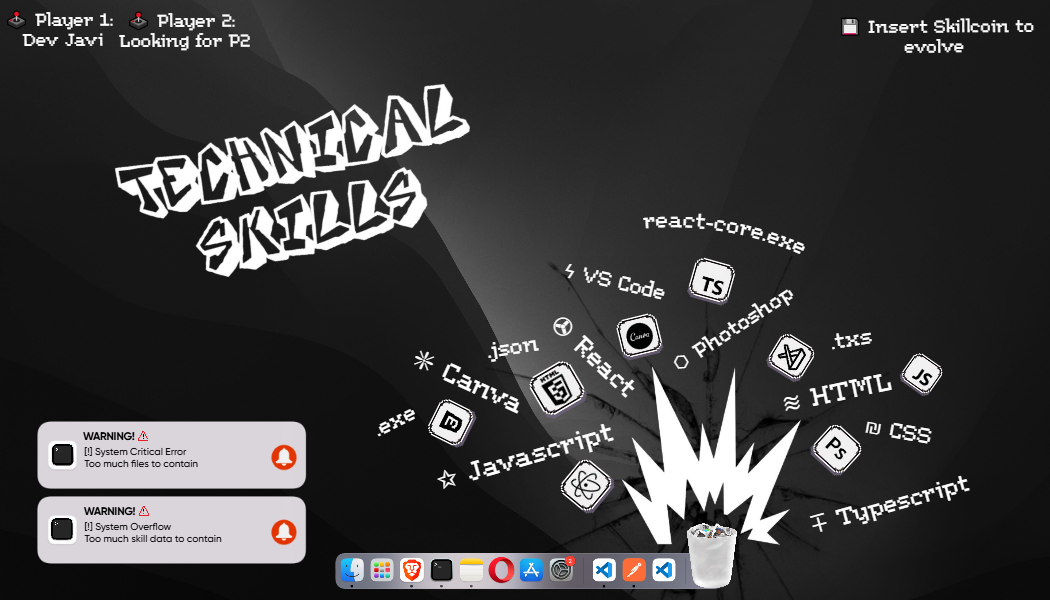 Player 1:
Dev Javi
Player 2:
Looking for P2
Insert Skillcoin to
evolve
TECHNICAL
SKILLS
react-core.exe
VS Code
TS
Photoshop
Canva
.json
React
.txs
HTML
JS
Canva
HTML
.exe
CSS
Javascript
Ps
Typescript
WARNING!
[!] System Critical Error
Too much files to contain
WARNING!
[!] System Overflow
Too much skill data to contain
2